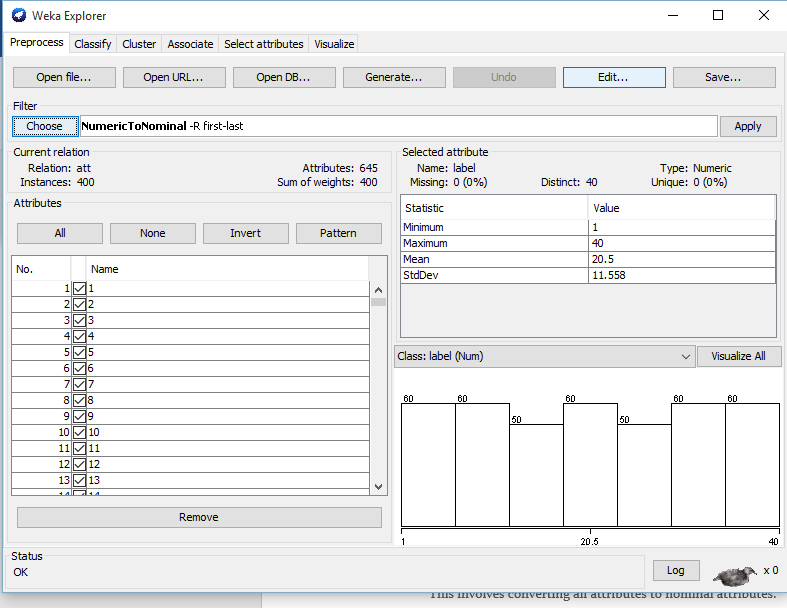 Weka Explorer
Preprocess Classify Cluster Associate Select attributes Visualize
Open file... Open URL... Open DB... Generate... Undo Edit... Save...
Filter
Choose NumericToNominal -R first-last Apply
Current relation
Relation: att Attributes: 645
Instances: 400 Sum of weights: 400
Selected attribute
Name: label Type: Numeric
Missing: 0 (0%) Distinct: 40 Unique: 0 (0%)
Attributes
All None Invert Pattern
No. Name
1 1
2 2
3 3
4 4
5 5
6 6
7 7
8 8
9 9
10 10
11 11
12 12
13 13
14 14
Remove
Statistic Value
Minimum 1
Maximum 40
Mean 20.5
StdDev 11.558
Class: label (Num) Visualize All
60 60 50 60 50 60 60
1 20.5 40
Status
OK
Log x 0
This involves converting all attributes to nominal attributes.